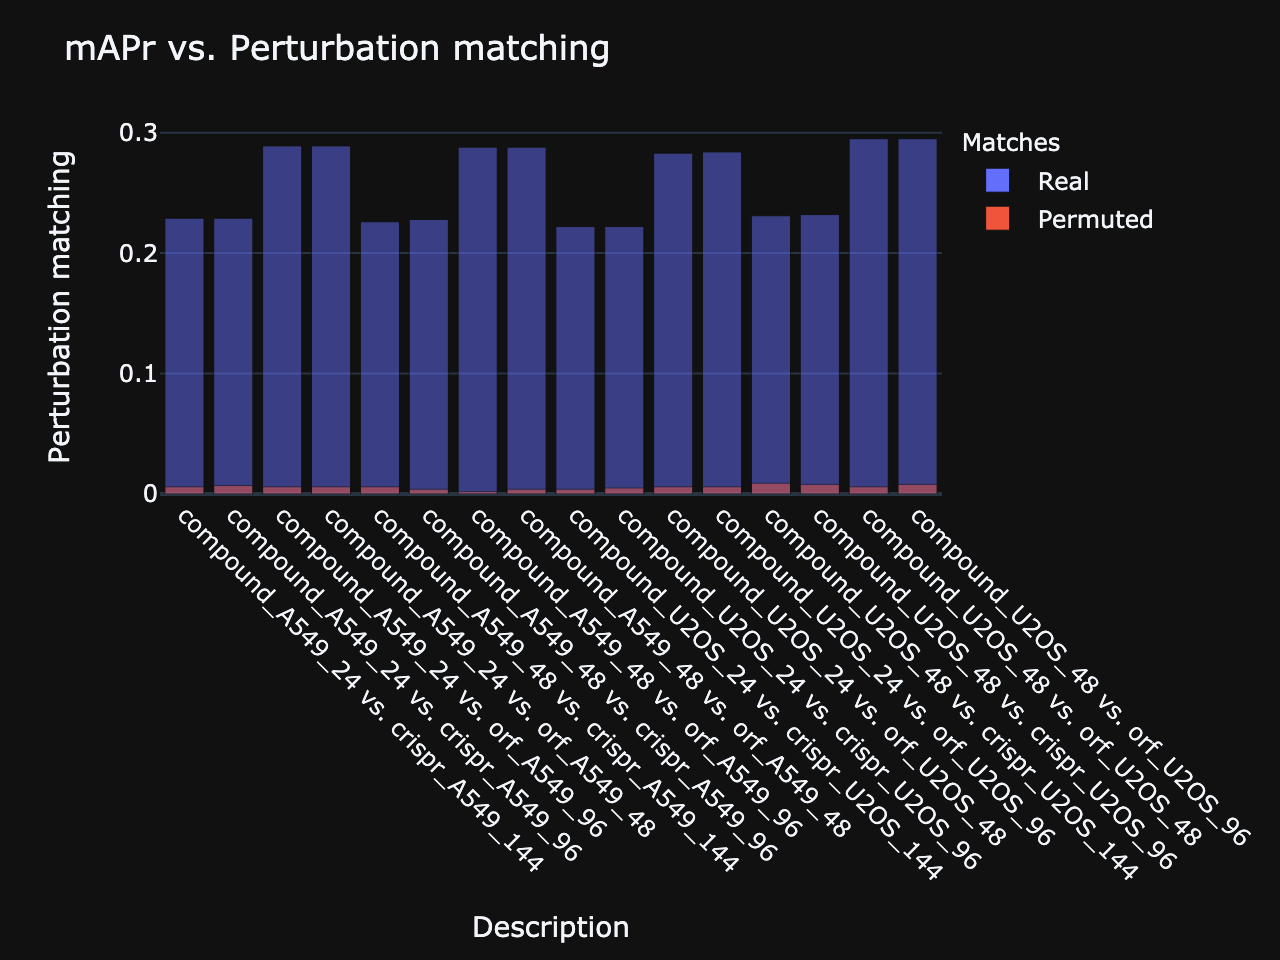 mAPr vs. Perturbation matching
Perturbation matching
0.3
0.2
0.1
0
Matches
Real
Permuted
compound_A549_24 vs. crispr_A549_144
compound_A549_24 vs. crispr_A549_96
compound_A549_24 vs. orf_A549_96
compound_A549_24 vs. orf_A549_48
compound_A549_48 vs. crispr_A549_144
compound_A549_48 vs. crispr_A549_96
compound_A549_48 vs. orf_A549_96
compound_A549_48 vs. orf_A549_48
compound_U2OS_24 vs. crispr_U2OS_144
compound_U2OS_24 vs. crispr_U2OS_96
compound_U2OS_24 vs. orf_U2OS_48
compound_U2OS_24 vs. orf_U2OS_96
compound_U2OS_48 vs. crispr_U2OS_144
compound_U2OS_48 vs. crispr_U2OS_96
compound_U2OS_48 vs. orf_U2OS_48
compound_U2OS_48 vs. orf_U2OS_96
Description